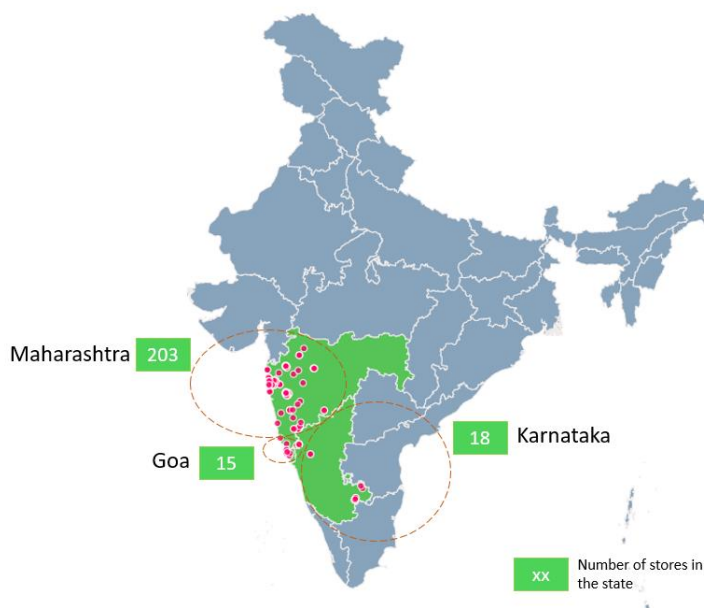 Maharashtra 203
18 Karnataka
Goa 15
xx Number of stores in
the state